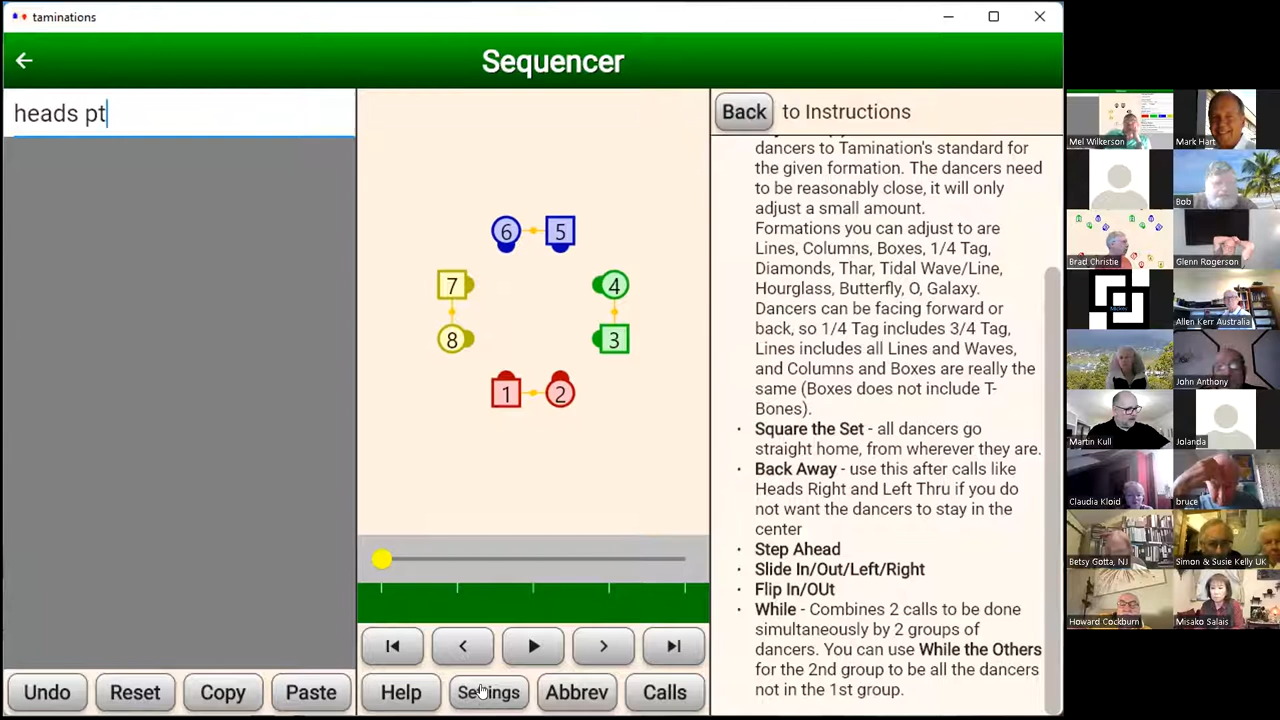 taminations
Sequencer
heads pt
6
5
7
4
8
3
1
2
Undo
Reset
Copy
Paste
Help
Settings
Abbrev
Calls
Back to Instructions
dancers to Tamination's standard for
the given formation. The dancers need
to be reasonably close, it will only
adjust a small amount.
Formations you can adjust to are
Lines, Columns, Boxes, 1/4 Tag,
Diamonds, Thar, Tidal Wave/Line,
Hourglass, Butterfly, O, Galaxy.
Dancers can be facing forward or
back, so 1/4 Tag includes 3/4 Tag,
Lines includes all Lines and Waves,
and Columns and Boxes are really the
same (Boxes does not include T-
Bones).
· Square the Set - all dancers go
straight home, from wherever they are.
· Back Away - use this after calls like
Heads Right and Left Thru if you do
not want the dancers to stay in the
center
· Step Ahead
· Slide In/Out/Left/Right
· Flip In/OUt
· While - Combines 2 calls to be done
simultaneously by 2 groups of
dancers. You can use While the Others
for the 2nd group to be all the dancers
not in the 1st group.
Mel Wilkerson
Mark Hart
Bob
Brad Christie
Glenn Rogerson
Allen Kerr Australia
John Anthony
Martin Kull
Jolanda
Claudia Kloid
bruce
Betsy Gotta, NJ
Simon & Susie Kelly UK
Howard Cockburn
Misako Salais